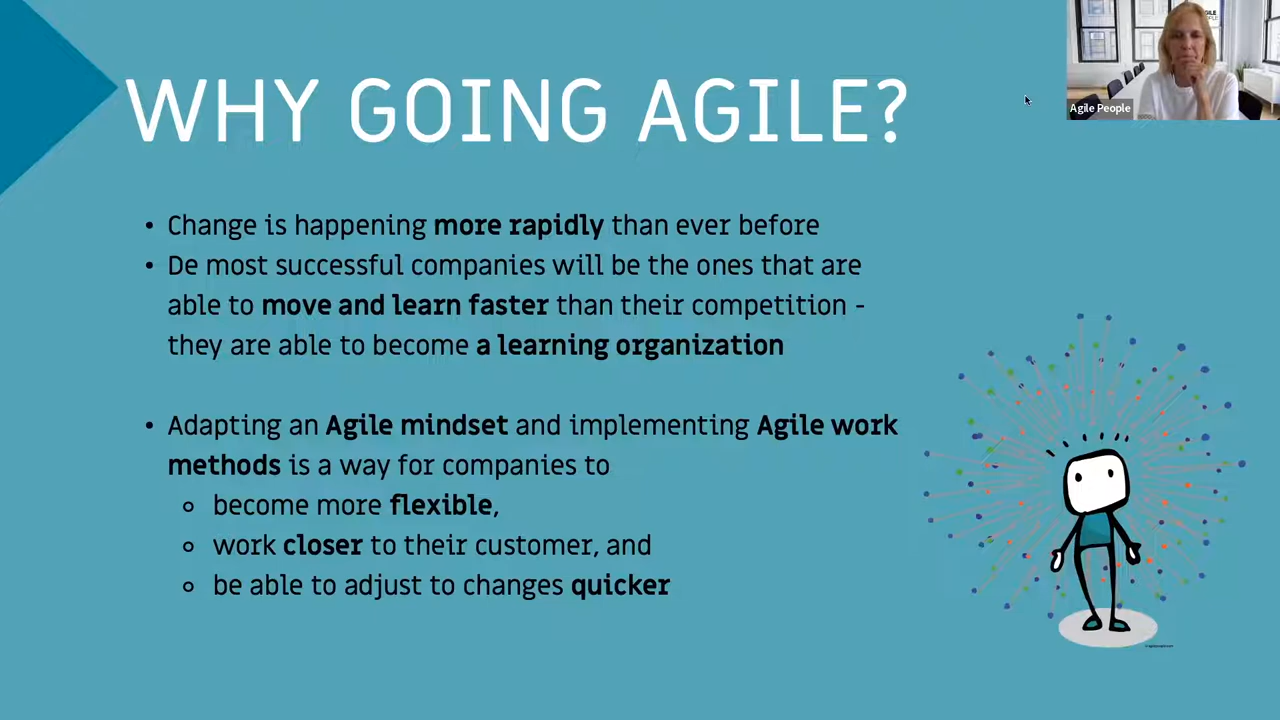 WHY GOING AGILE?
Agile People
• Change is happening more rapidly than ever before
• De most successful companies will be the ones that are
able to move and learn faster than their competition -
they are able to become a learning organization
• Adapting an Agile mindset and implementing Agile work
methods is a way for companies to
◦ become more flexible,
◦ work closer to their customer, and
◦ be able to adjust to changes quicker